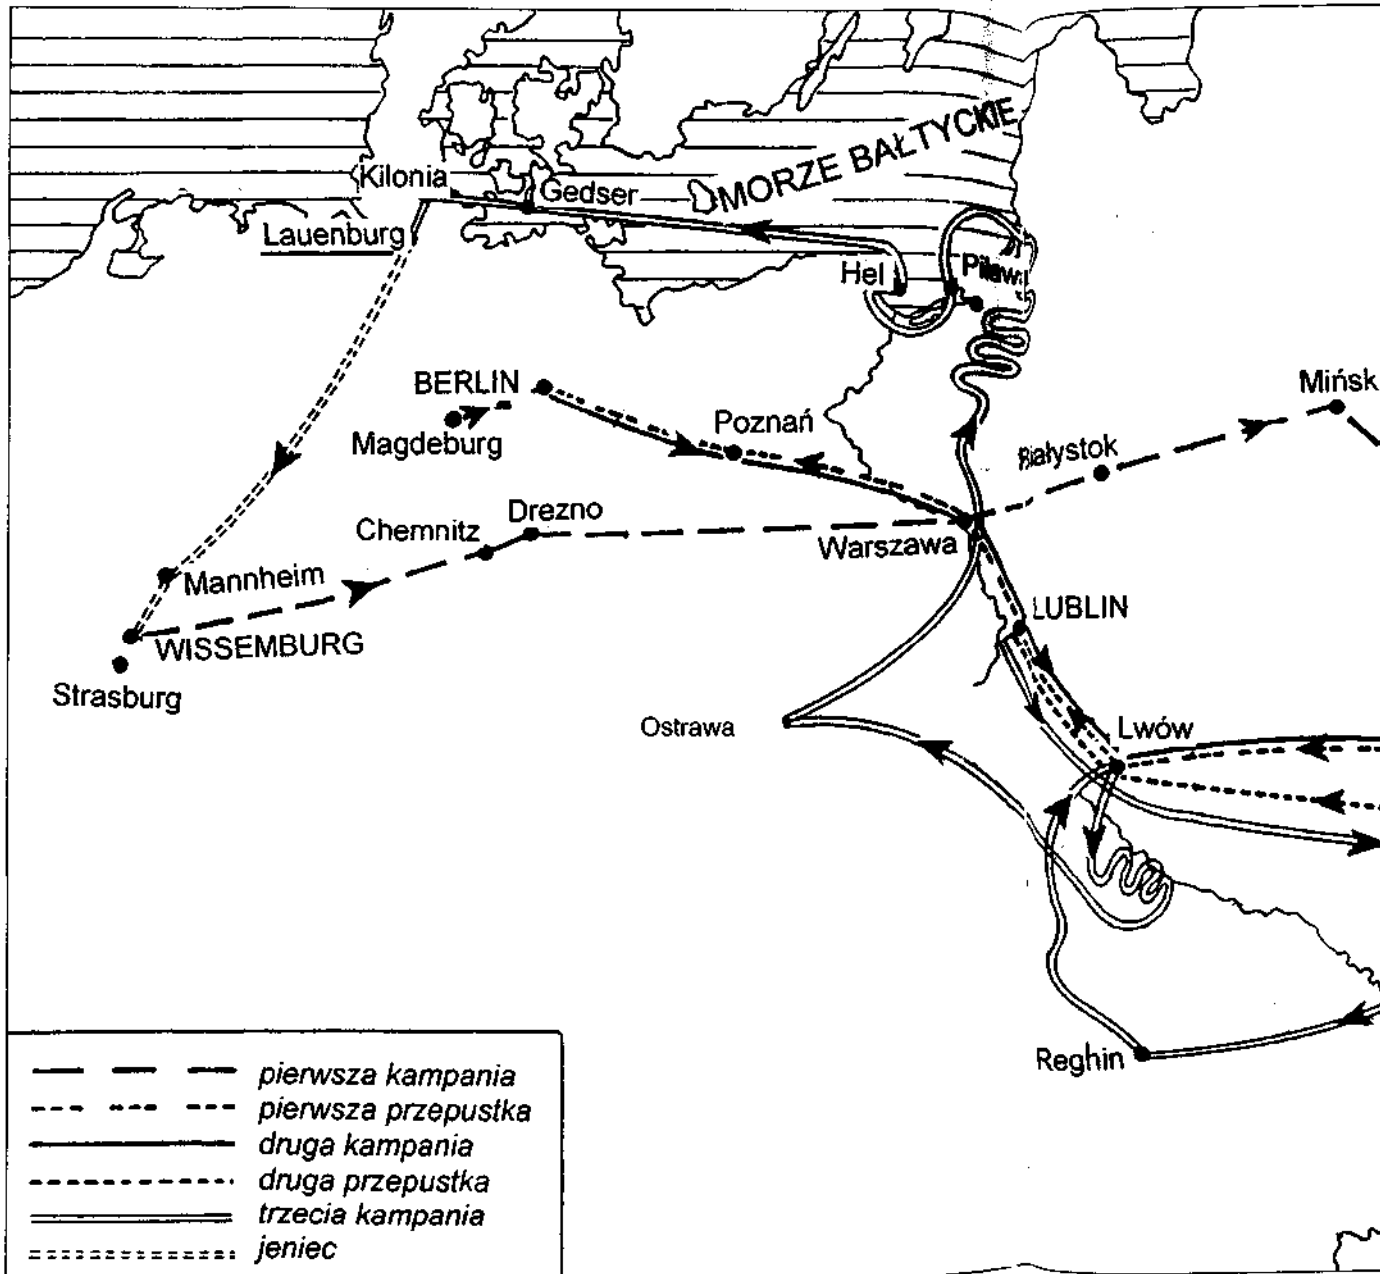 MORZE BAŁTYCKIE
Kilonia
Gedser
Lauenburg
Hel
Piława
BERLIN
Magdeburg
Poznań
Mińsk
Białystok
Drezno
Chemnitz
Warszawa
Mannheim
WISSEMBURG
Strasburg
LUBLIN
Ostrawa
Lwów
Reghin
pierwsza kampania
pierwsza przepustka
druga kampania
druga przepustka
trzecia kampania
jeniec